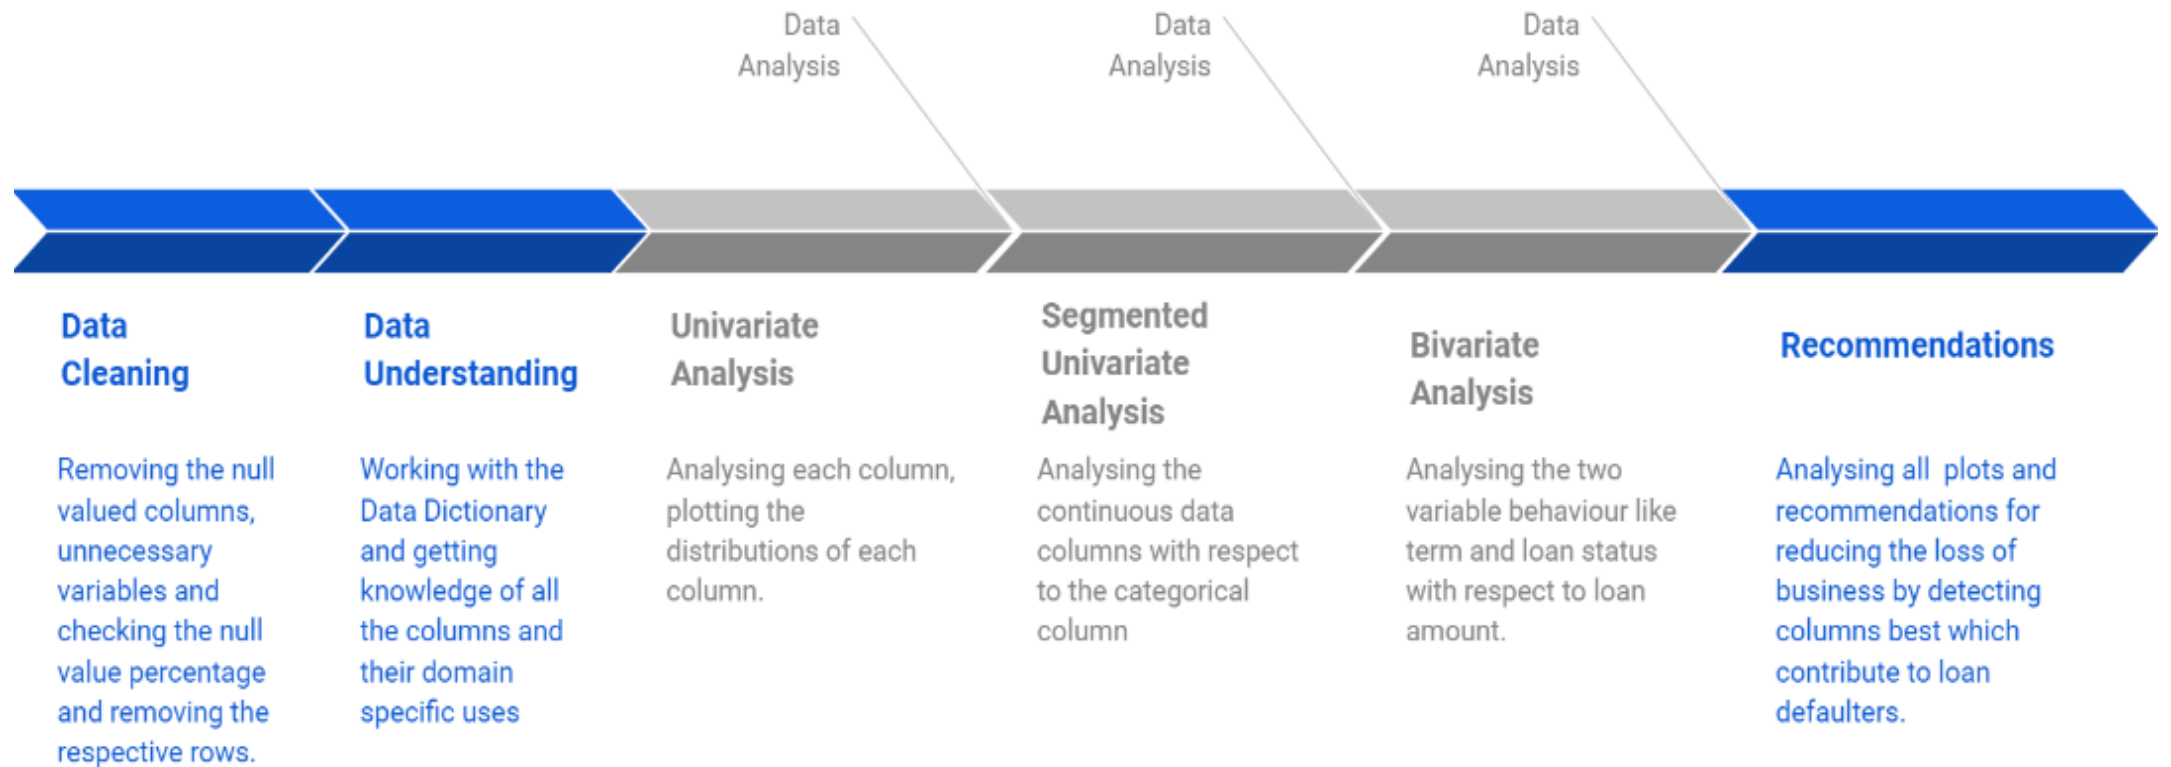 Data
Analysis
Data
Analysis
Data
Analysis
Data
Cleaning
Removing the null
valued columns,
unnecessary
variables and
checking the null
value percentage
and removing the
respective rows.
Data
Understanding
Working with the
Data Dictionary
and getting
knowledge of all
the columns and
their domain
specific uses
Univariate
Analysis
Analysing each column,
plotting the
distributions of each
column.
Segmented
Univariate
Analysis
Analysing the
continuous data
columns with respect
to the categorical
column
Bivariate
Analysis
Analysing the two
variable behaviour like
term and loan status
with respect to loan
amount.
Recommendations
Analysing all  plots and
recommendations for
reducing the loss of
business by detecting
columns best which
contribute to loan
defaulters.